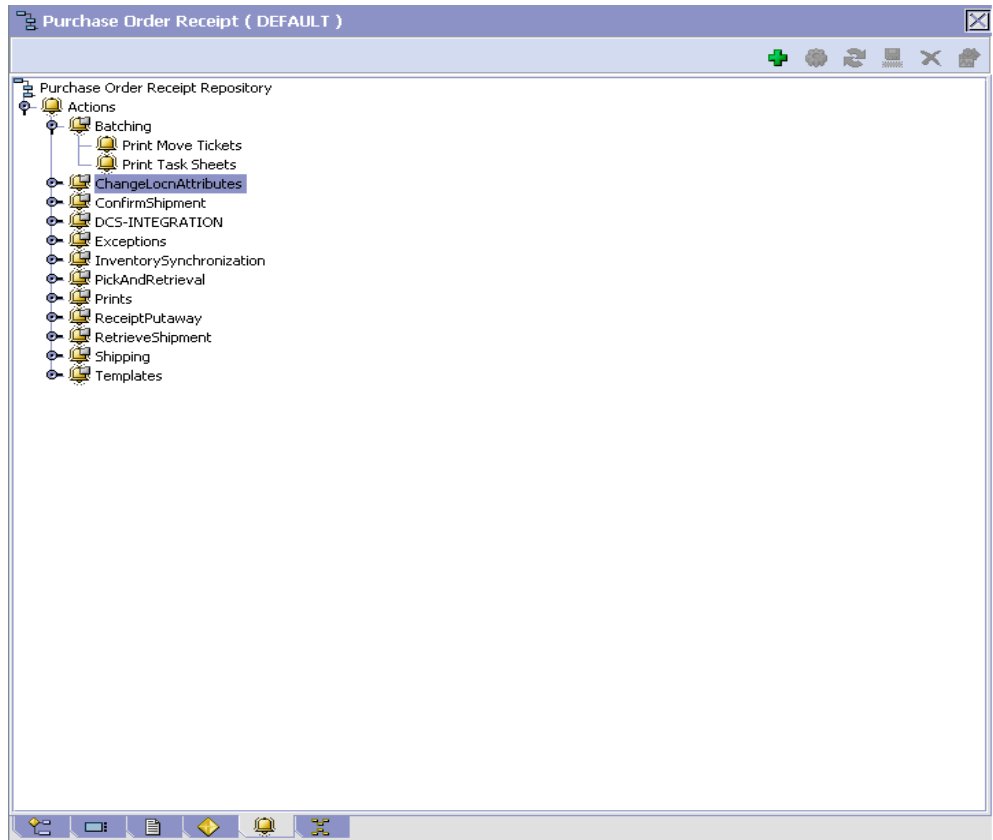 Purchase Order Receipt ( DEFAULT )
Purchase Order Receipt Repository
Actions
Batching
Print Move Tickets
Print Task Sheets
ChangeLocnAttributes
ConfirmShipment
DCS-INTEGRATION
Exceptions
InventorySynchronization
PickAndRetrieval
Prints
ReceiptPutaway
RetrieveShipment
Shipping
Templates